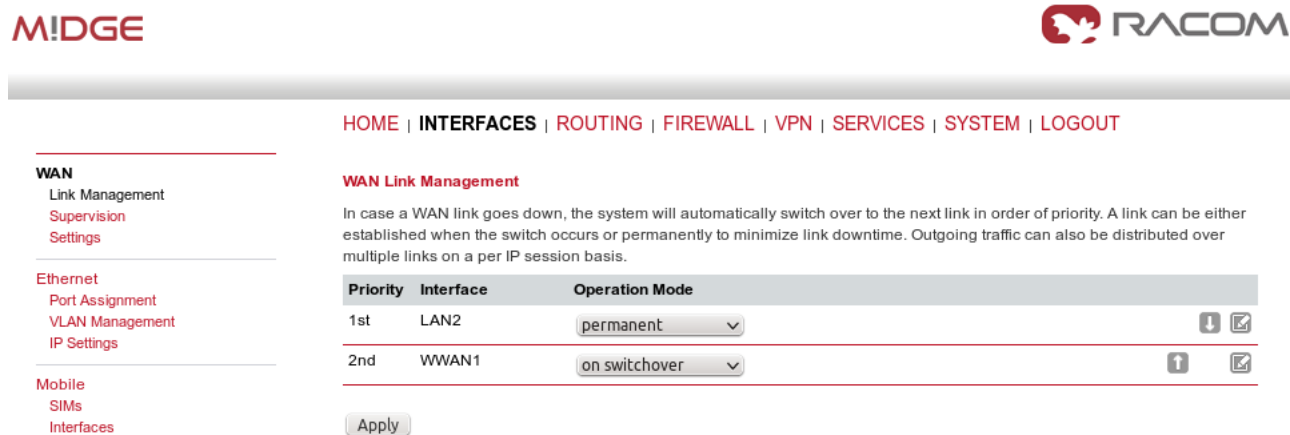 M!DGE
RACOM
HOME | INTERFACES | ROUTING | FIREWALL | VPN | SERVICES | SYSTEM | LOGOUT
WAN
Link Management
Supervision
Settings
Ethernet
Port Assignment
VLAN Management
IP Settings
Mobile
SIMs
Interfaces
WAN Link Management
In case a WAN link goes down, the system will automatically switch over to the next link in order of priority. A link can be either
established when the switch occurs or permanently to minimize link downtime. Outgoing traffic can also be distributed over
multiple links on a per IP session basis.
Priority Interface Operation Mode
1st LAN2 permanent
2nd WWAN1 on switchover
Apply